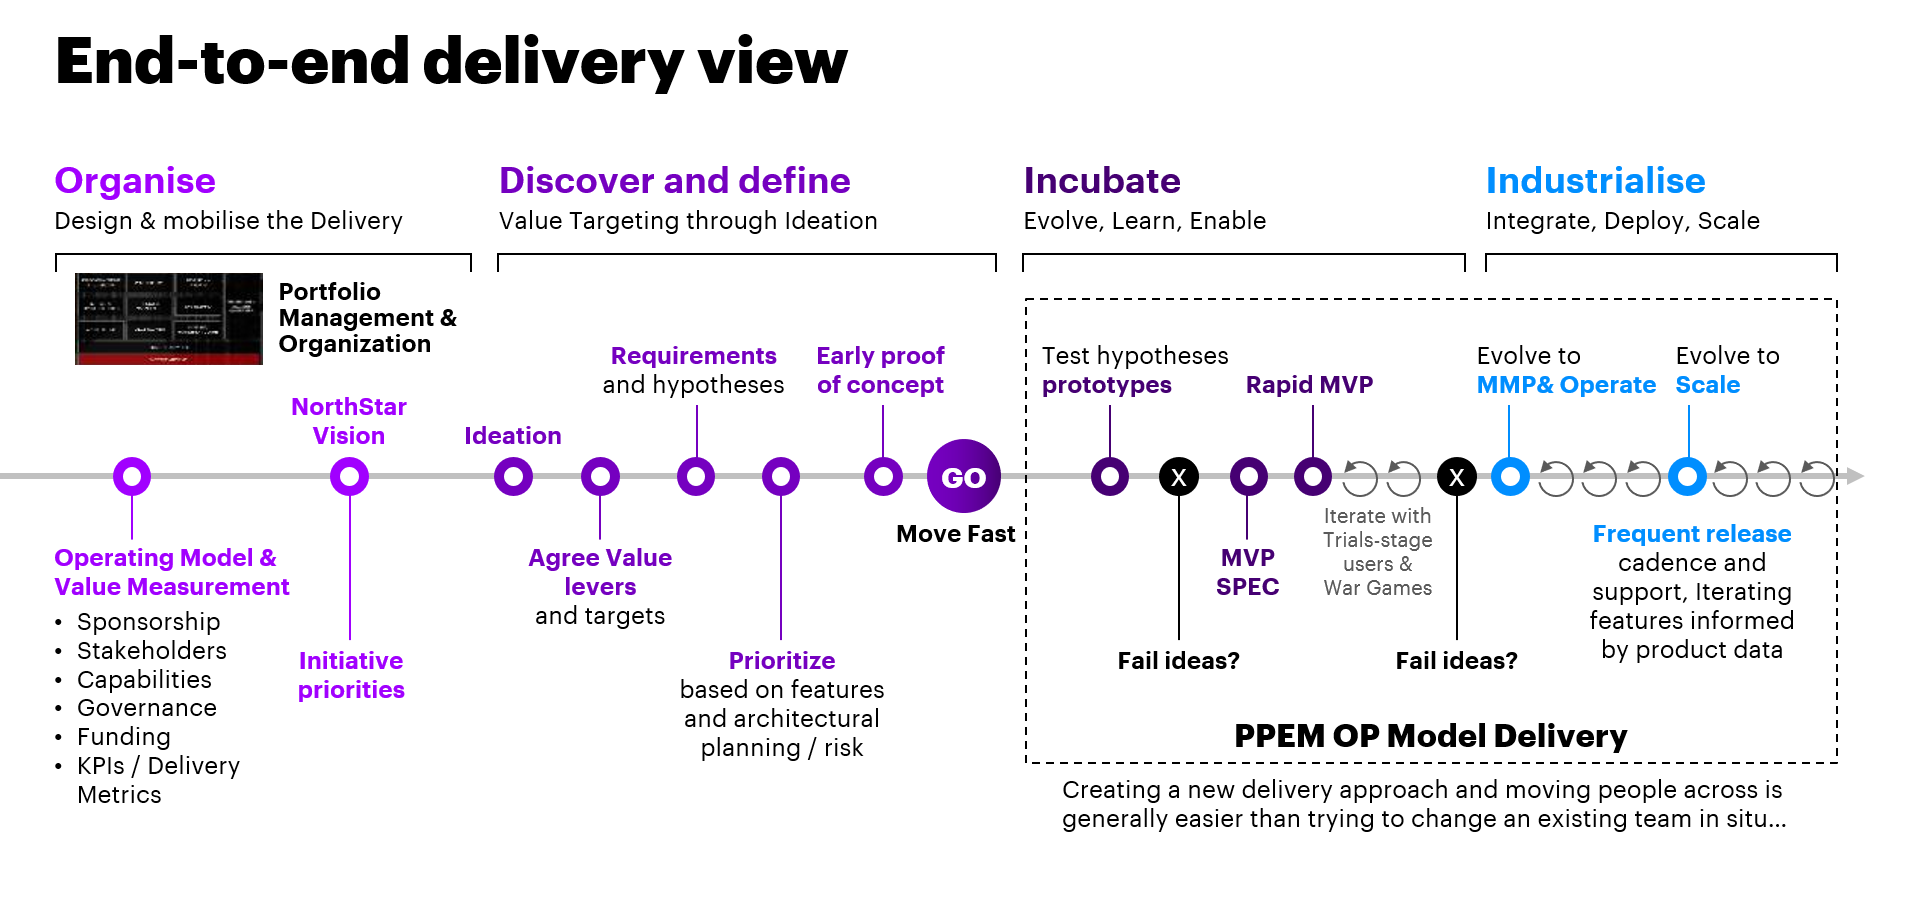 End-to-end delivery view
Organise
Design & mobilise the Delivery
Discover and define
Value Targeting through Ideation
Incubate
Evolve, Learn, Enable
Industrialise
Integrate, Deploy, Scale
Portfolio
Management &
Organization
NorthStar
Vision
Ideation
Requirements
and hypotheses
Early proof
of concept
Test hypotheses
prototypes
Rapid MVP
Evolve to
MMP& Operate
Evolve to
Scale
GO
X
X
Move Fast
Operating Model &
Value Measurement
• Sponsorship
• Stakeholders
• Capabilities
• Governance
• Funding
• KPIs / Delivery
Metrics
Initiative
priorities
Agree Value
levers
and targets
Prioritize
based on features
and architectural
planning / risk
Fail ideas?
MVP
SPEC
Iterate with
Trials-stage
users &
War Games
Fail ideas?
Frequent release
cadence and
support, Iterating
features informed
by product data
PPEM OP Model Delivery
Creating a new delivery approach and moving people across is
generally easier than trying to change an existing team in situ...